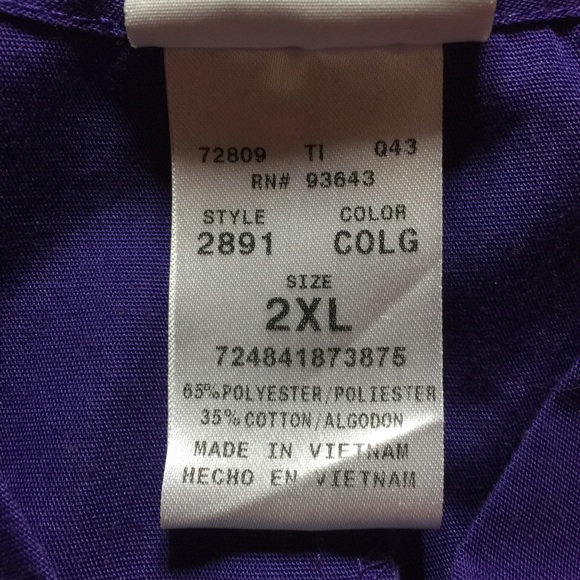 72809 TI Q43
RN# 93643
STYLE COLOR
2891 COLG
SIZE
2XL
724841873875
65% POLYESTER/POLIESTER
35% COTTON/ALGODON
MADE IN VIETNAM
HECHO EN VIETNAM